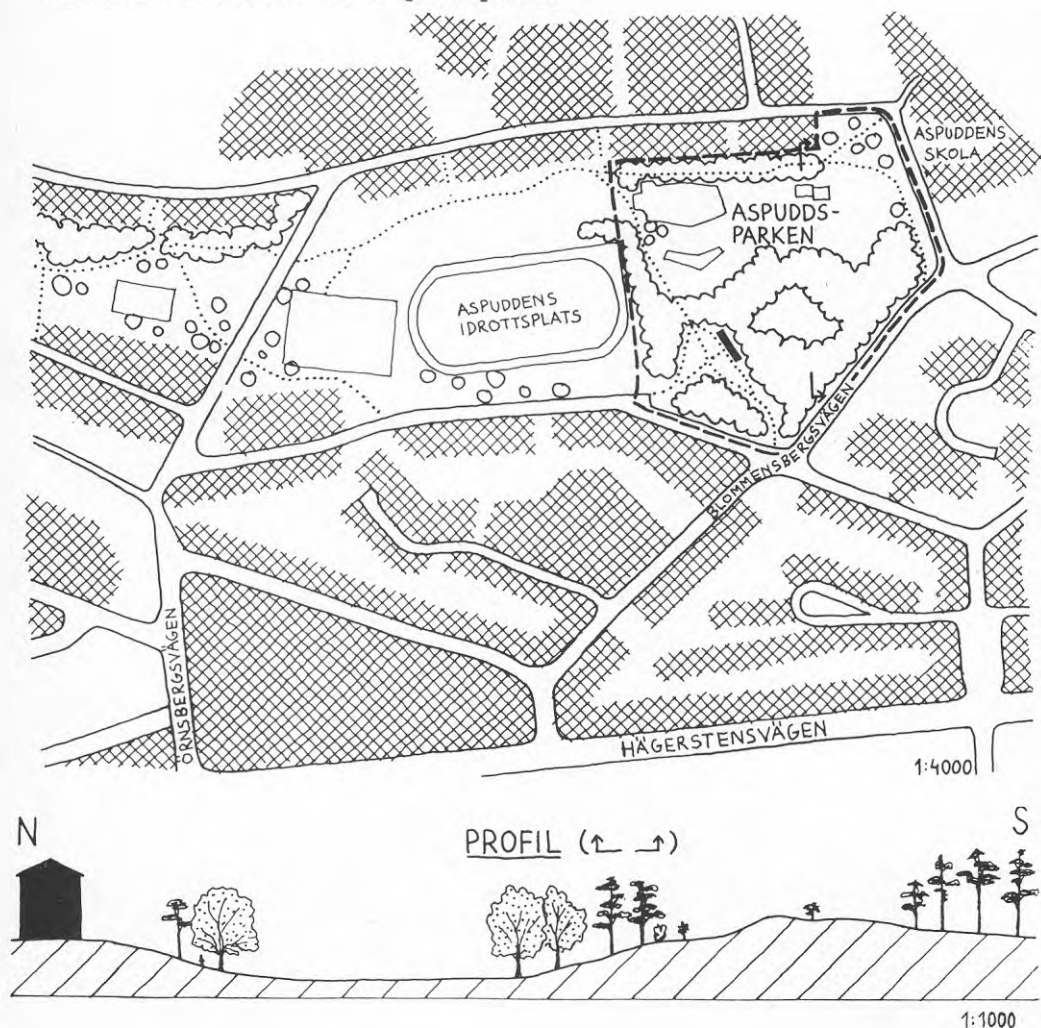 ASPUDDENS
SKOLA
ASPUDDS-
PARKEN
ASPUDDENS
IDROTTSPLATS
BLOMMENSBERGSVÄGEN
ÖRNSBERGSVÄGEN
HÄGERSTENSVÄGEN
1:4000
N
PROFIL (↑ ↑)
S
1:1000